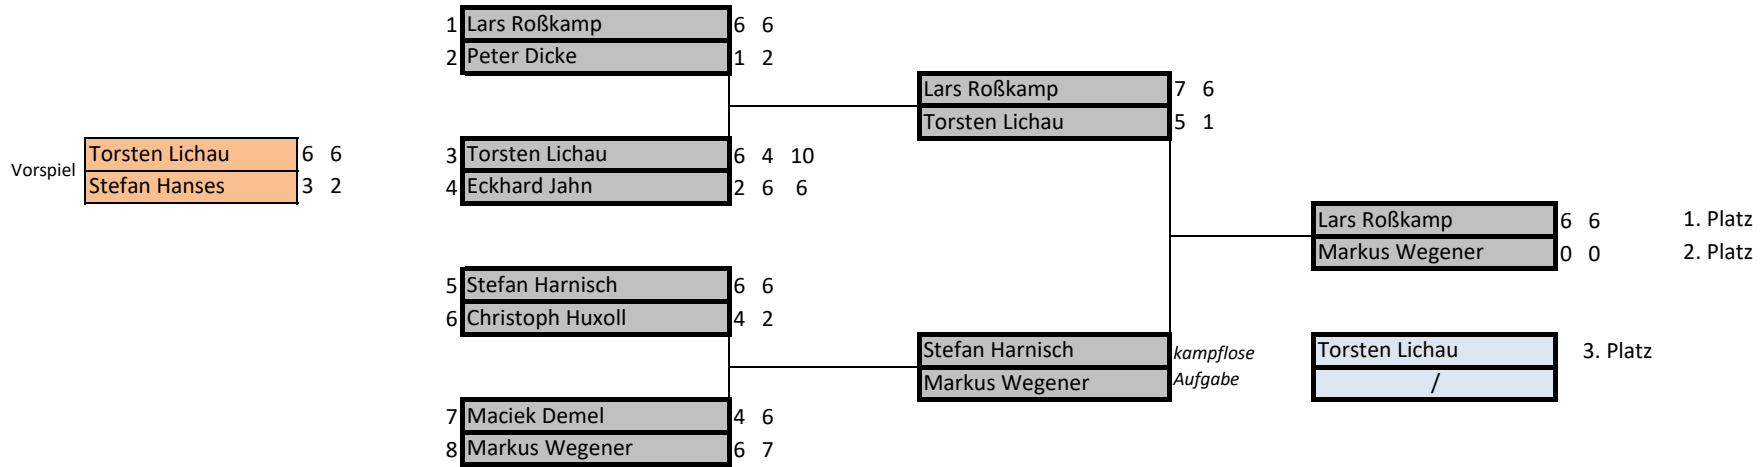 1 Lars Roßkamp 6 6
2 Peter Dicke 1 2
Lars Roßkamp 7 6
Torsten Lichau 5 1
Vorspiel
Torsten Lichau 6 6
Stefan Hanses 3 2
3 Torsten Lichau 6 4 10
4 Eckhard Jahn 2 6 6
Lars Roßkamp 6 6 1. Platz
Markus Wegener 0 0 2. Platz
5 Stefan Harnisch 6 6
6 Christoph Huxoll 4 2
Stefan Harnisch kampflose
Markus Wegener Aufgabe
Torsten Lichau 3. Platz
/
7 Maciek Demel 4 6
8 Markus Wegener 6 7